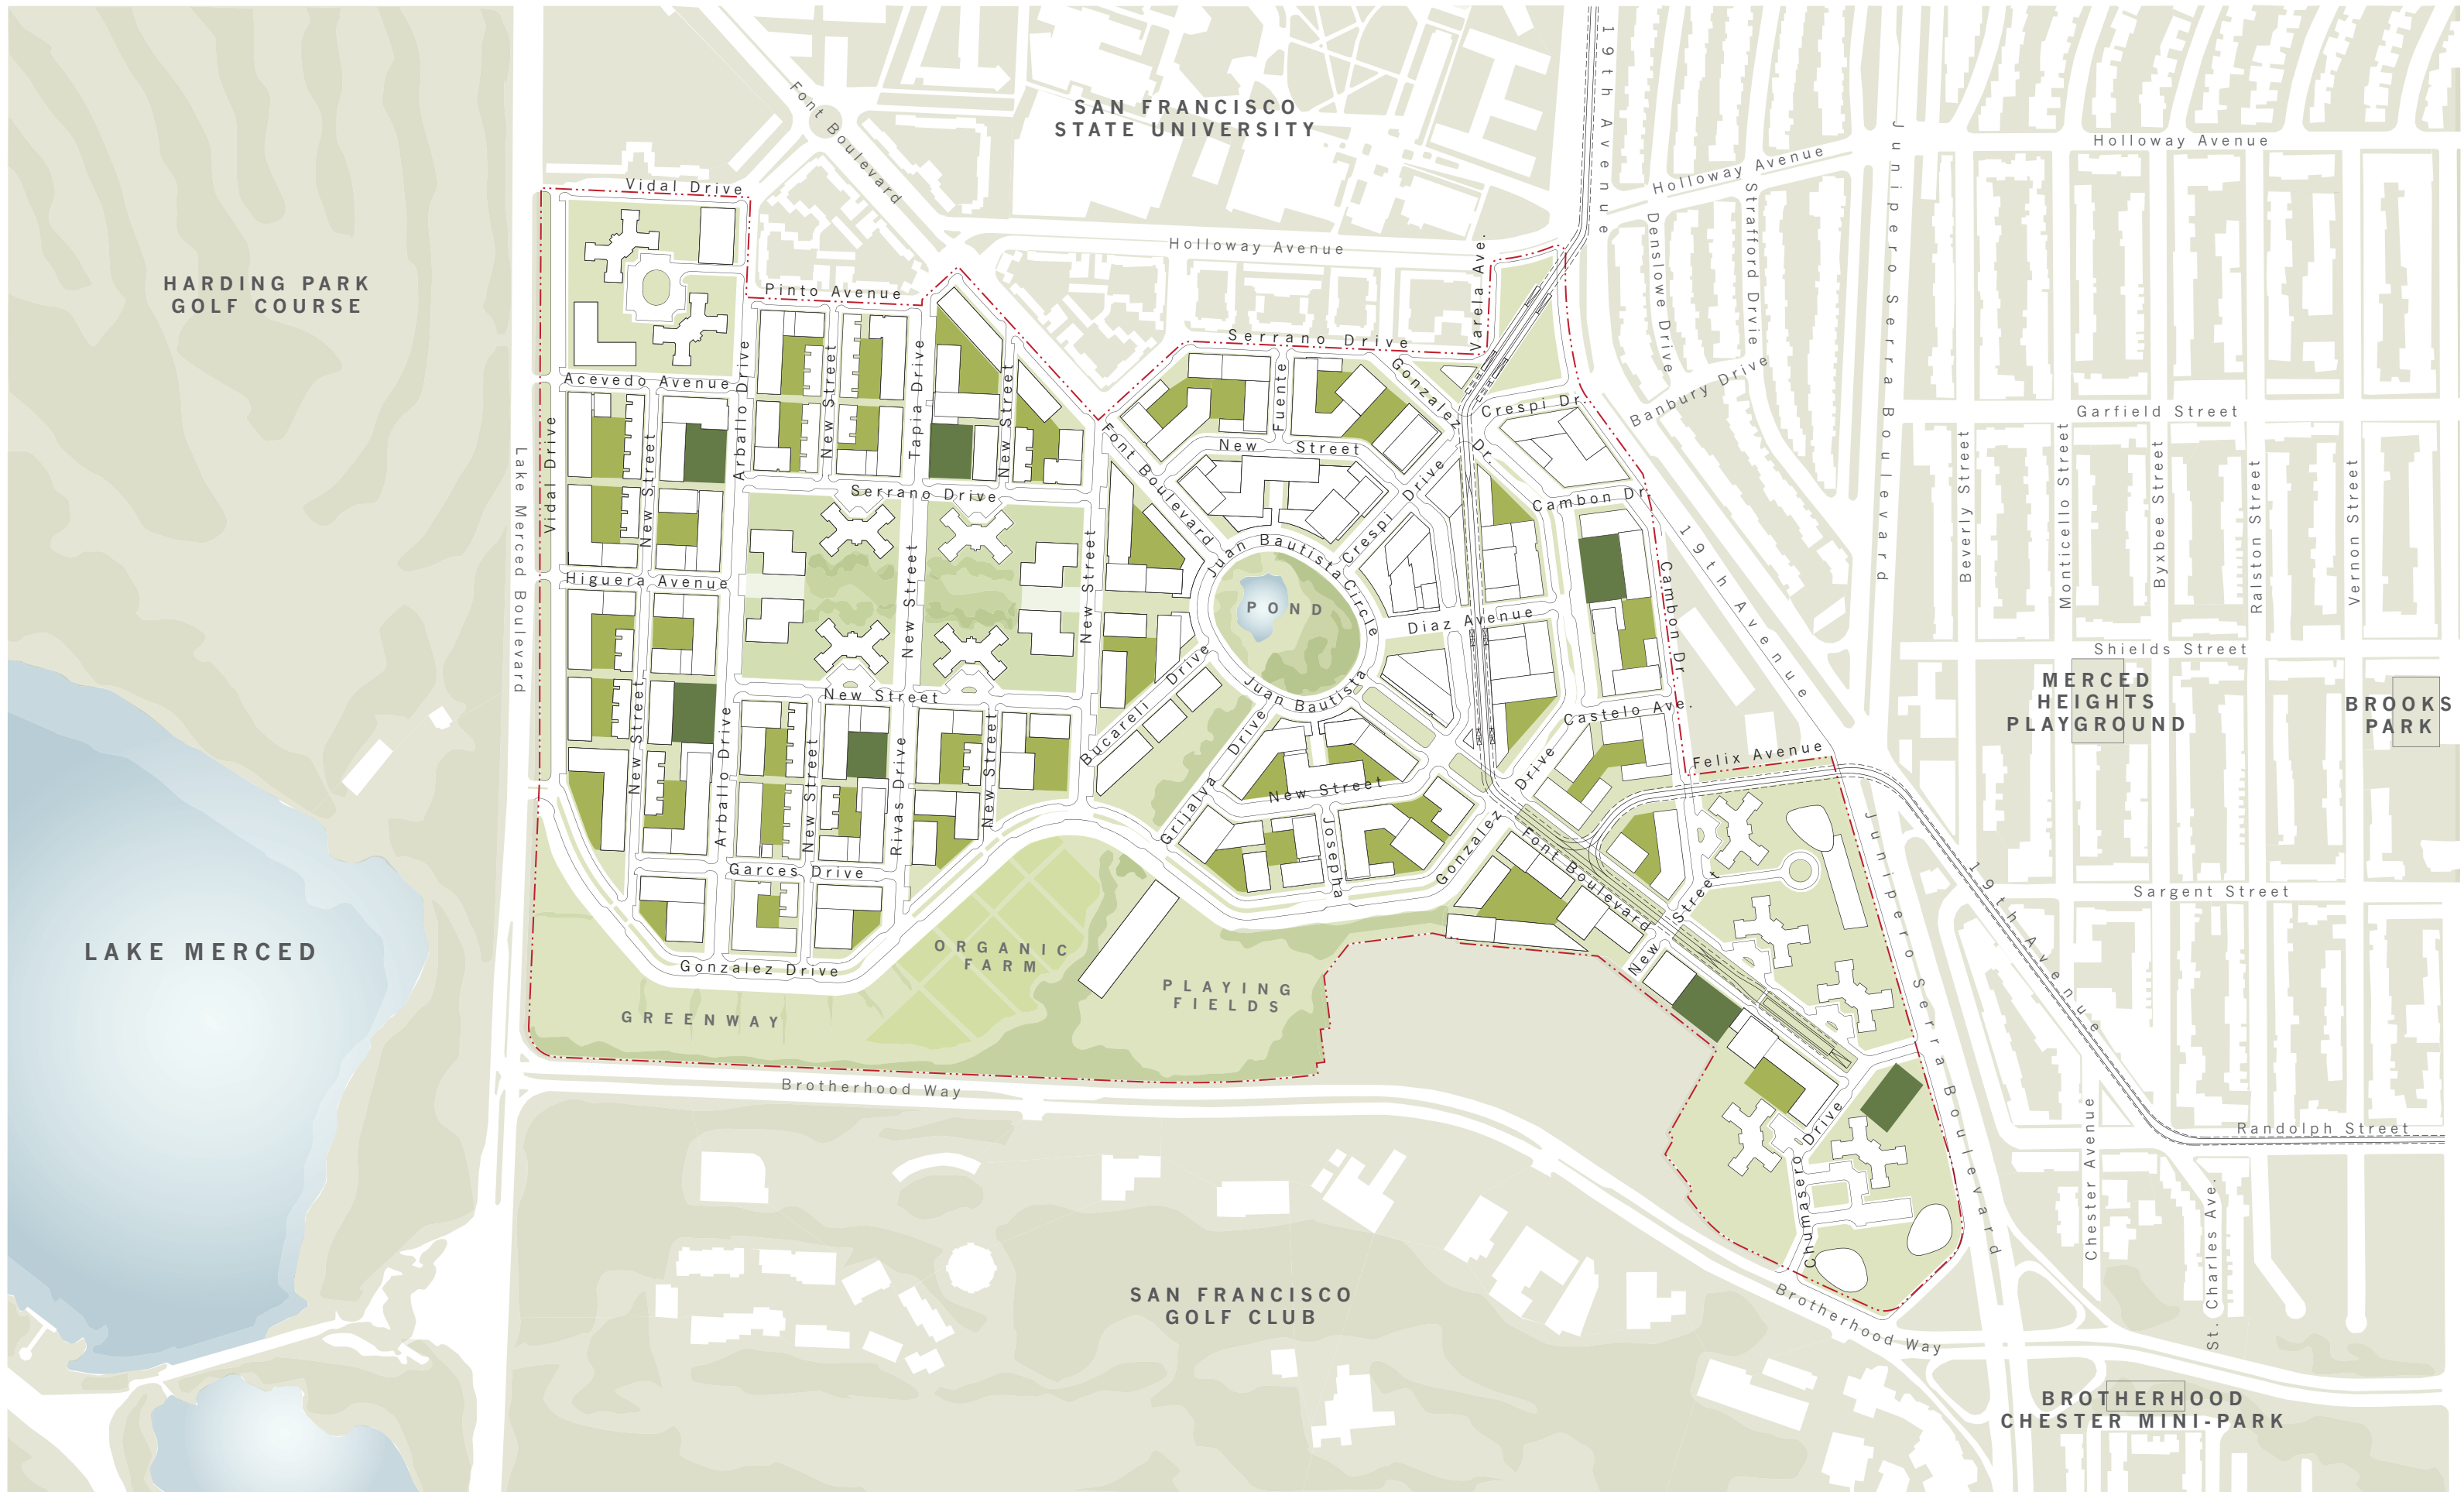 19th Avenue
Font Boulevard
SAN FRANCISCO
STATE UNIVERSITY
Junipero Serra Boulevard
Holloway Avenue
Holloway Avenue
Vidal Drive
Strafford Drvie
Denslowe Drive
Holloway Avenue
Varela Ave.
HARDING PARK
GOLF COURSE
Pinto Avenue
Serrano Drive
Banbury Drive
Acevedo Avenue
Arballo Drive
New Street
Tapia Drive
New Street
Fuente
Gonzalez Dr.
Crespi Dr.
Garfield Street
Vidal Drive
New Street
Font Boulevard
New Street
Lake Merced Boulevard
Serrano Drive
Crespi Drive
Cambon Dr.
Beverly Street
Monticello Street
Byxbee Street
Ralston Street
Vernon Street
19th Avenue
Juan Bautista Circle
Higuera Avenue
New Street
New Street
POND
Diaz Avenue
Cambon Dr.
Shields Street
MERCED
HEIGHTS
PLAYGROUND
BROOKS
PARK
New Street
New Street
Bucareli Drive
Juan Bautista
Castelo Ave.
Arballo Drive
New Street
Rivas Drive
New Street
Grijalva Drive
New Street
Gonzalez Drive
Felix Avenue
Josepha
Font Boulevard
Junipero Serra Boulevard
19th Avenue
Garces Drive
New Street
Sargent Street
LAKE MERCED
ORGANIC
FARM
Gonzalez Drive
PLAYING
FIELDS
GREENWAY
Brotherhood Way
Chumasero Drive
Chester Avenue
Randolph Street
St. Charles Ave.
SAN FRANCISCO
GOLF CLUB
Brotherhood Way
BROTHERHOOD
CHESTER MINI-PARK